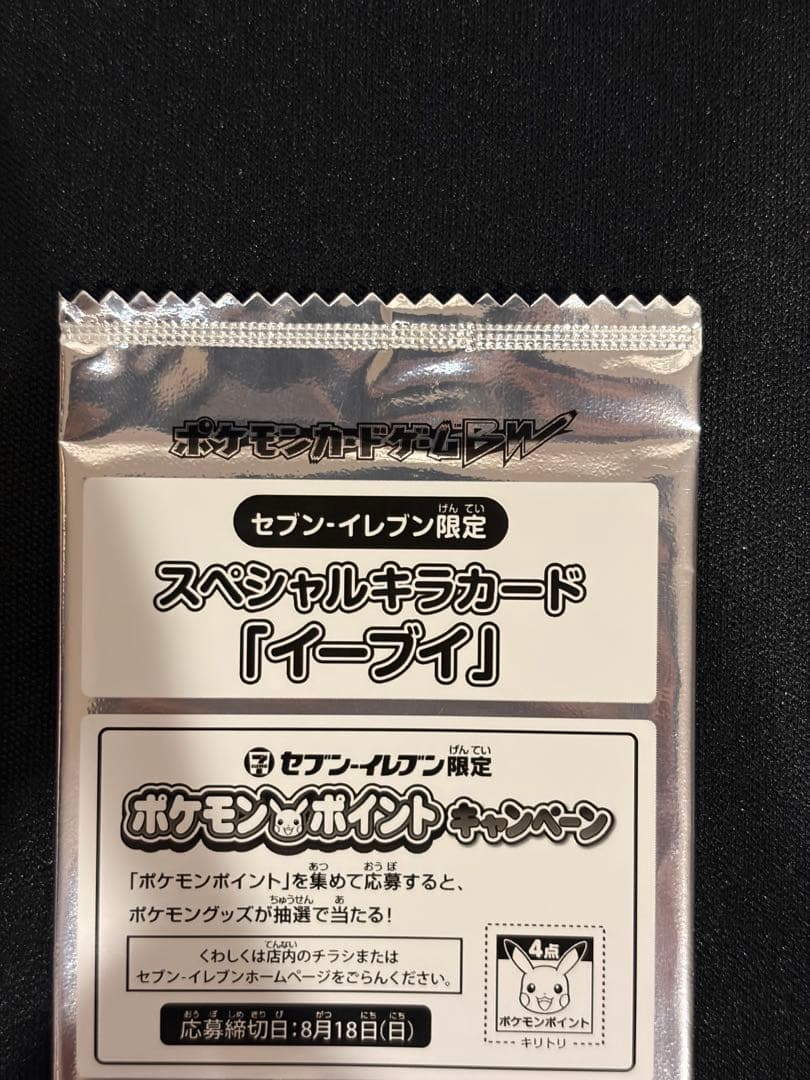 ポケモンカードゲームBW
セブン-イレブン限定
スペシャルキラカード
「イーブイ」
セブン-イレブン限定
ポケモンポイントキャンペーン
「ポケモンポイント」を集めて応募すると、
ポケモングッズが抽選で当たる!
くわしくは店内のチラシまたは
セブン-イレブンホームページをごらんください。
応募締切日:8月18日(日)
4点
ポケモンポイント
キリトリ